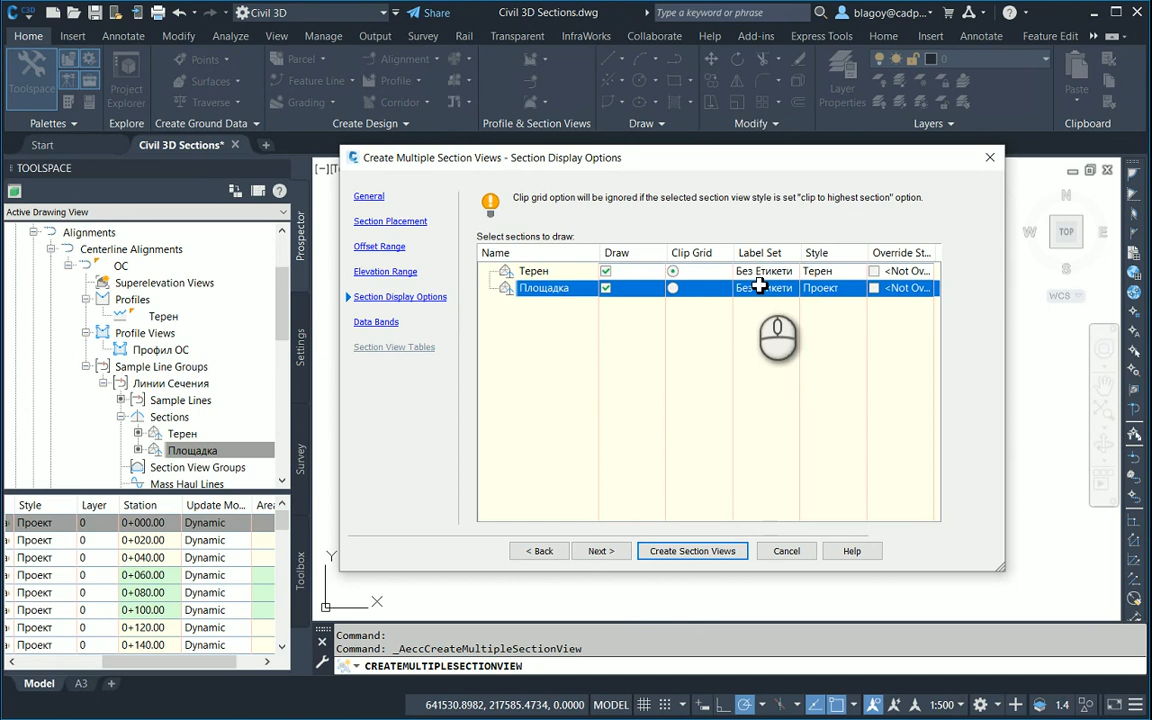 C3D
Civil 3D
Share
Civil 3D Sections.dwg
Type a keyword or phrase
blagoy@cadp...
Home
Insert
Annotate
Modify
Analyze
View
Manage
Output
Survey
Rail
Transparent
InfraWorks
Collaborate
Help
Add-ins
Express Tools
Home
Insert
Annotate
Feature Edit
Toolspace
Project Explorer
Points
Surfaces
Traverse
Parcel
Feature Line
Grading
Alignment
Profile
Corridor
Layer Properties
0
Paste
Palettes
Explore
Create Ground Data
Create Design
Profile & Section Views
Draw
Modify
Layers
Clipboard
Start
Civil 3D Sections*
TOOLSPACE
Active Drawing View
Alignments
Centerline Alignments
ОС
Superelevation Views
Profiles
Терен
Profile Views
Профил ОС
Sample Line Groups
Линии Сечения
Sample Lines
Sections
Терен
Площадка
Section View Groups
Mass Haul Lines
Prospector
Settings
Survey
Toolbox
Style Layer Station Update Mo... Area
Проект 0 0+000.00 Dynamic
Проект 0 0+020.00 Dynamic
Проект 0 0+040.00 Dynamic
Проект 0 0+060.00 Dynamic
Проект 0 0+080.00 Dynamic
Проект 0 0+100.00 Dynamic
Проект 0 0+120.00 Dynamic
Проект 0 0+140.00 Dynamic
Create Multiple Section Views - Section Display Options
General
Section Placement
Offset Range
Elevation Range
Section Display Options
Data Bands
Section View Tables
Clip grid option will be ignored if the selected section view style is set "clip to highest section" option.
Select sections to draw:
Name Draw Clip Grid Label Set Style Override St...
Терен Без Етикети Терен <Not Ov...
Площадка Проект <Not Ov...
< Back
Next >
Create Section Views
Cancel
Help
N
W
TOP
E
S
WCS
Y
X
Command:
Command: _AeccCreateMultipleSectionView
CREATEMULTIPLESECTIONVIEW
Model
A3
641530.8982, 217585.4734, 0.0000
MODEL
1:500
1.4